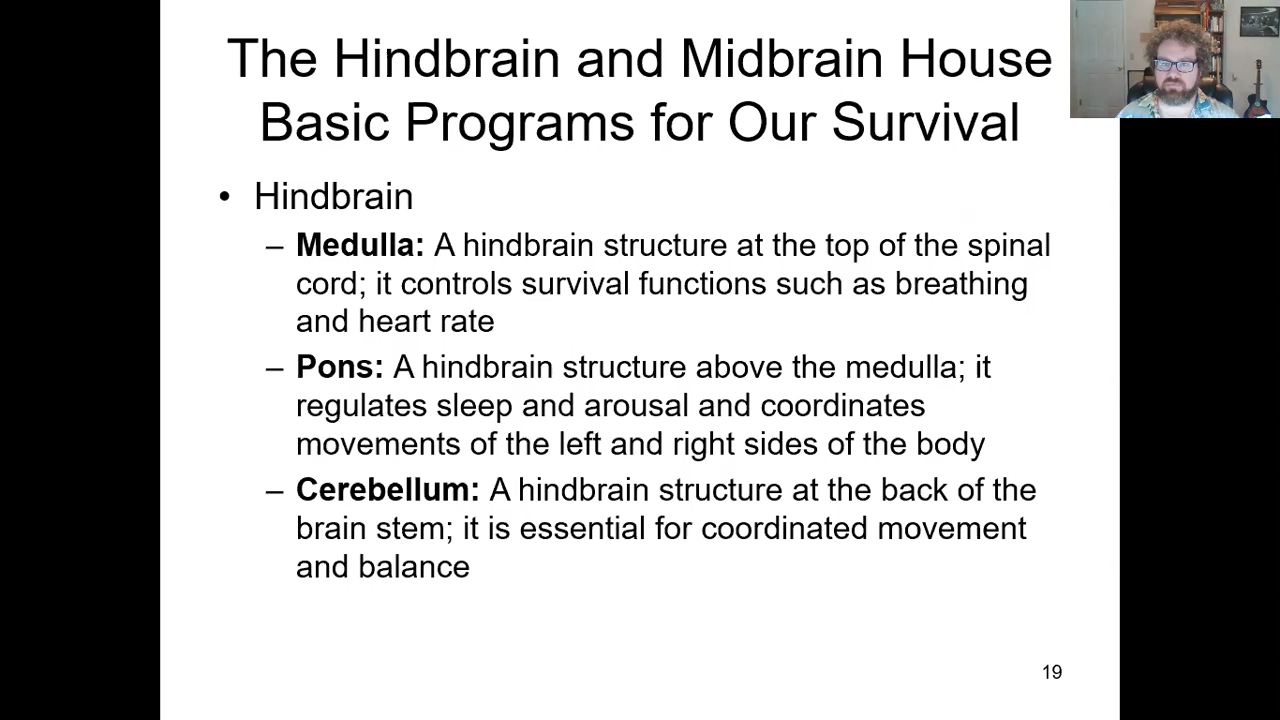 The Hindbrain and Midbrain House
Basic Programs for Our Survival
• Hindbrain
– Medulla: A hindbrain structure at the top of the spinal
cord; it controls survival functions such as breathing
and heart rate
– Pons: A hindbrain structure above the medulla; it
regulates sleep and arousal and coordinates
movements of the left and right sides of the body
– Cerebellum: A hindbrain structure at the back of the
brain stem; it is essential for coordinated movement
and balance
19